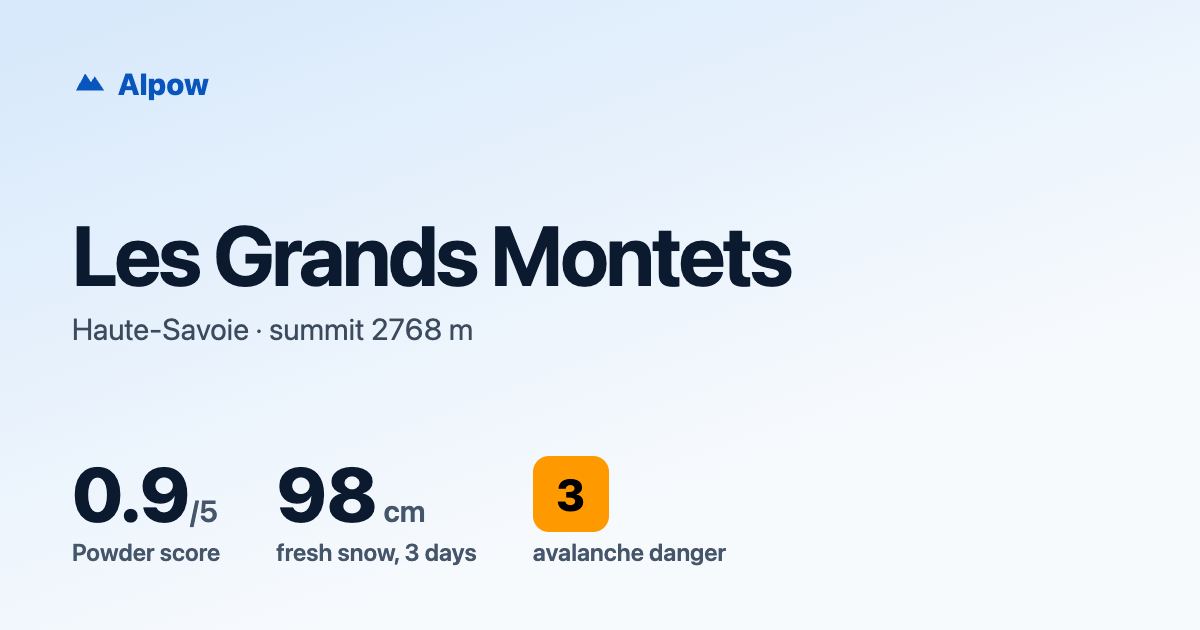 Alpow
Les Grands Montets
Haute-Savoie · summit 2768 m
0.9/5
Powder score
98 cm
fresh snow, 3 days
3
avalanche danger